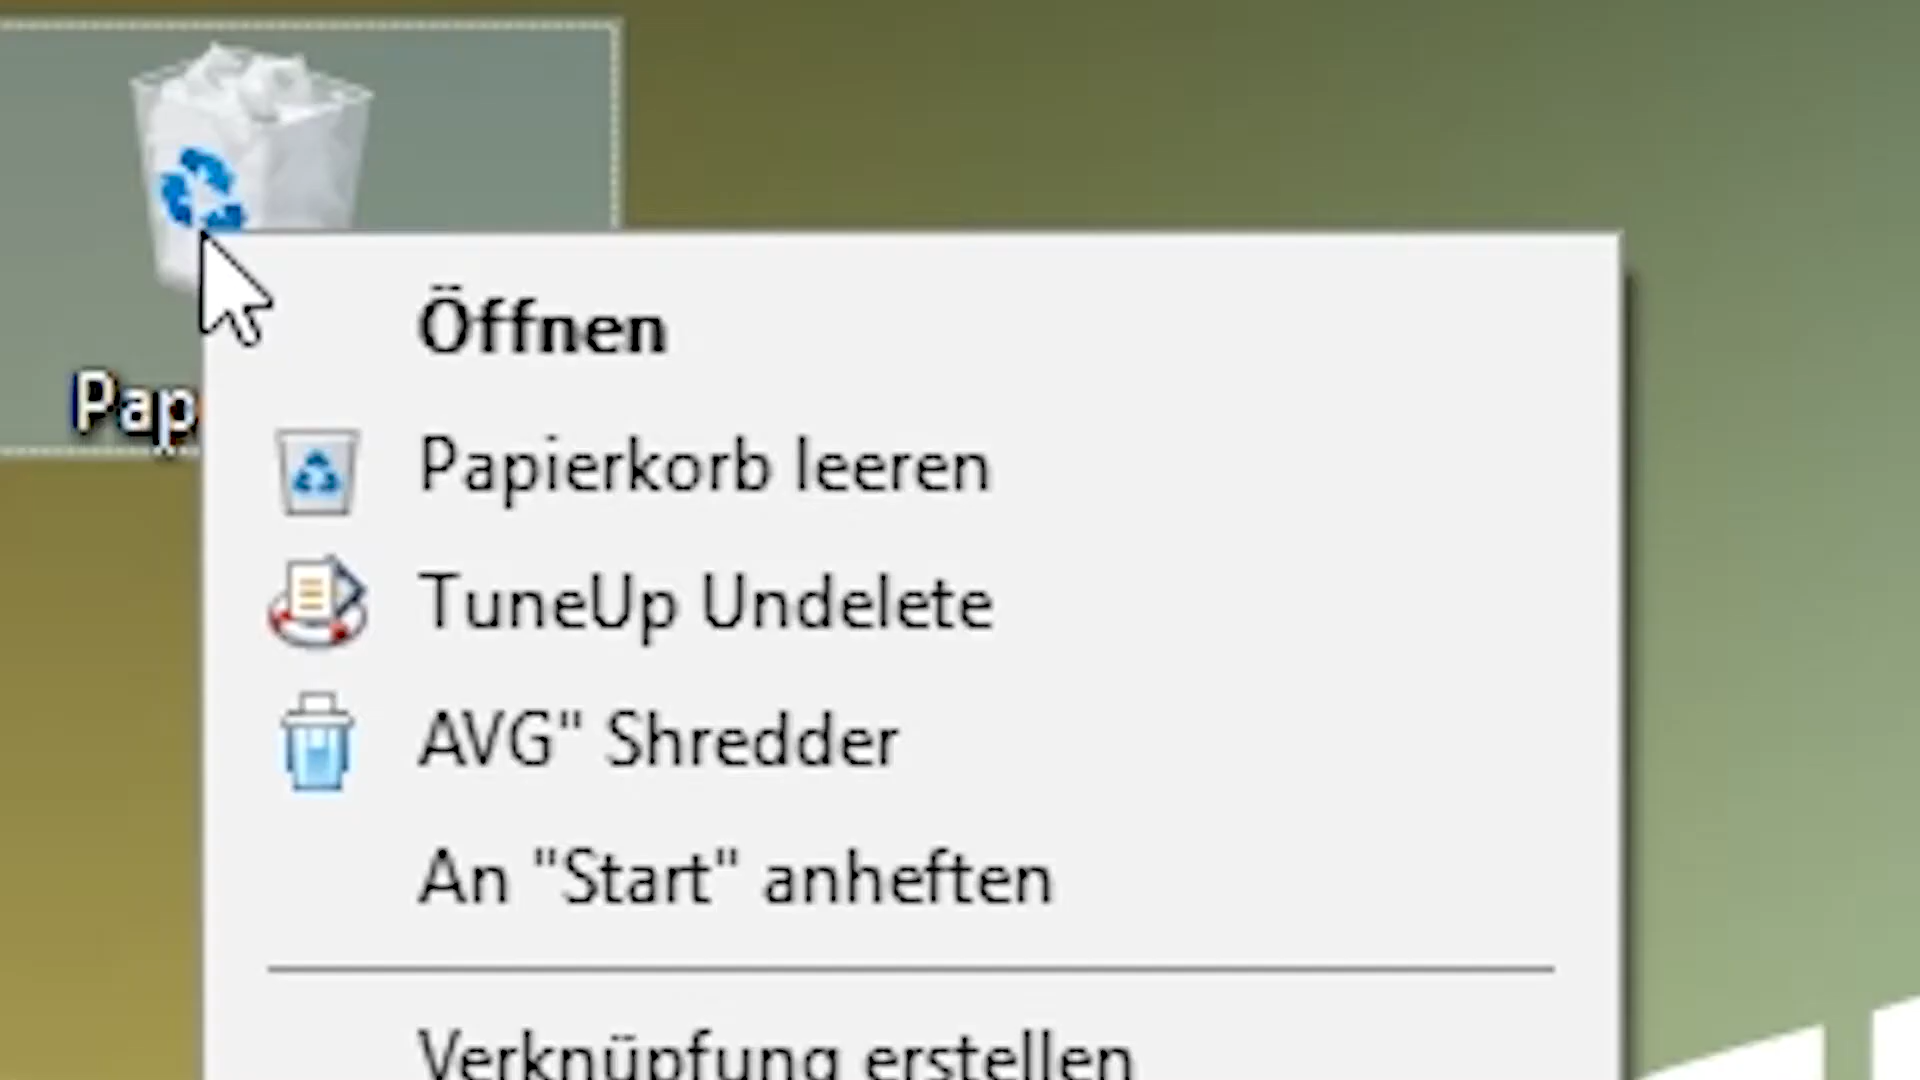 Öffnen
Pap
Papierkorb leeren
TuneUp Undelete
AVG" Shredder
An "Start" anheften
Verknüpfung erstellen